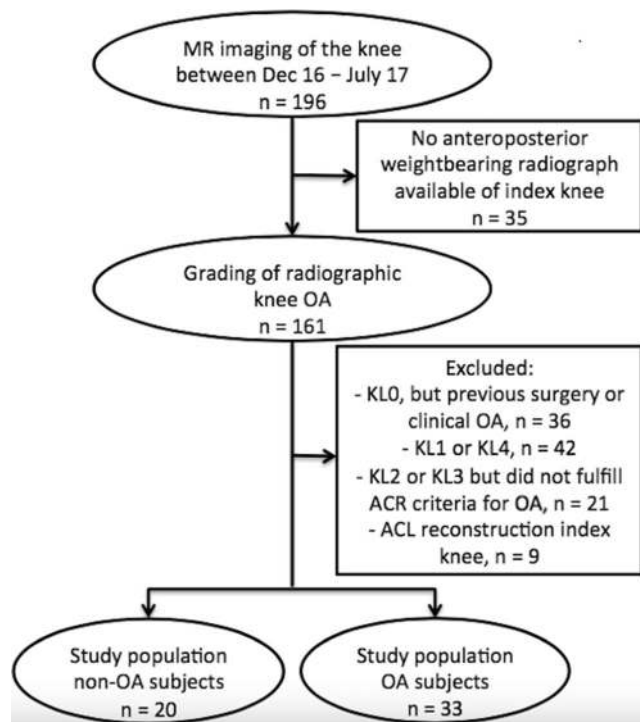 MR imaging of the knee
between Dec 16 – July 17
n = 196
No anteroposterior
weightbearing radiograph
available of index knee
n = 35
Grading of radiographic
knee OA
n = 161
Excluded:
- KL0, but previous surgery or
clinical OA, n = 36
- KL1 or KL4, n = 42
- KL2 or KL3 but did not fulfill
ACR criteria for OA, n = 21
- ACL reconstruction index
knee, n = 9
Study population
non-OA subjects
n = 20
Study population
OA subjects
n = 33